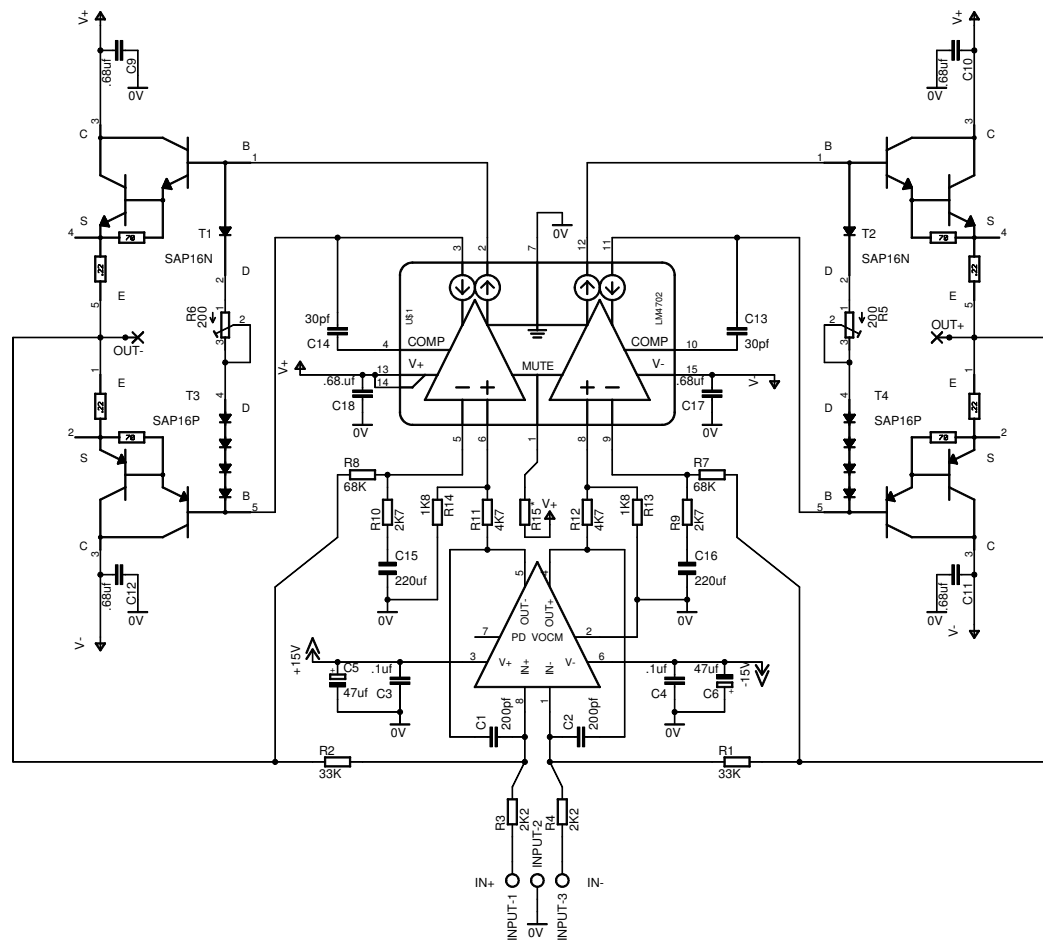 V+
V+
.68uf
C9
0V
.68uf
C10
0V
3
C
3
C
B
1
B
1
S
4
70
T1
SAP16N
T2
SAP16N
S
70
4
.22
2
D
3
2
7
0V
12
11
D
2
.22
E
5
R6
200
2
3
U$1
LM4702
2
200
R5
3
E
5
OUT-
OUT+
30pf
C14
4
COMP
COMP
10
C13
30pf
V+
13
14
V+
MUTE
V-
15
V-
.68.uf
C18
0V
.68uf
C17
0V
1
E
.22
T3
SAP16P
4
D
4
D
T4
SAP16P
1
E
.22
2
70
S
70
2
S
5
6
1
8
9
R8
68K
R7
68K
B
5
B
5
R10
2K7
1K8
R14
R11
4K7
R15*
V+
R12
4K7
1K8
R13
R9
2K7
C
3
C
3
C15
220uf
0V
C16
220uf
0V
.68uf
C12
0V
.68uf
C11
0V
V-
V-
5
4
OUT-
OUT+
7
PD
VOCM
2
+15V
3
V+
IN+
IN-
V-
6
-15V
+
C5
47uf
.1uf
C3
0V
.1uf
C4
0V
47uf
C6
+
8
1
C1
200pf
C2
200pf
R2
33K
R1
33K
R3
2K2
R4
2K2
IN+
INPUT-1
INPUT-2
0V
INPUT-3
IN-